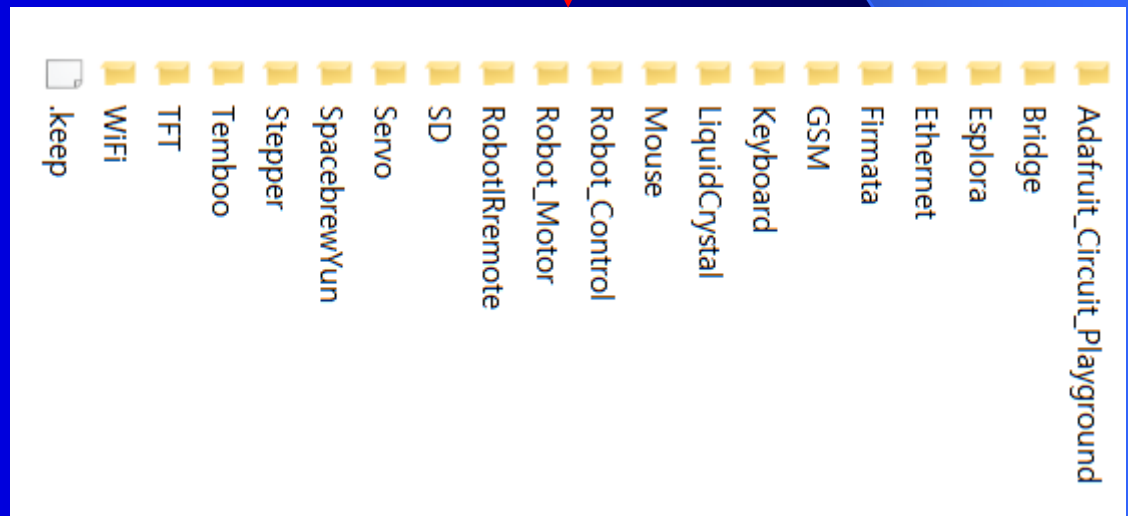 Adafruit_Circuit_Playground
Bridge
Esplora
Ethernet
Firmata
GSM
Keyboard
LiquidCrystal
Mouse
Robot_Control
Robot_Motor
RobotIRremote
SD
Servo
SpacebrewYun
Stepper
Temboo
TFT
WiFi
.keep